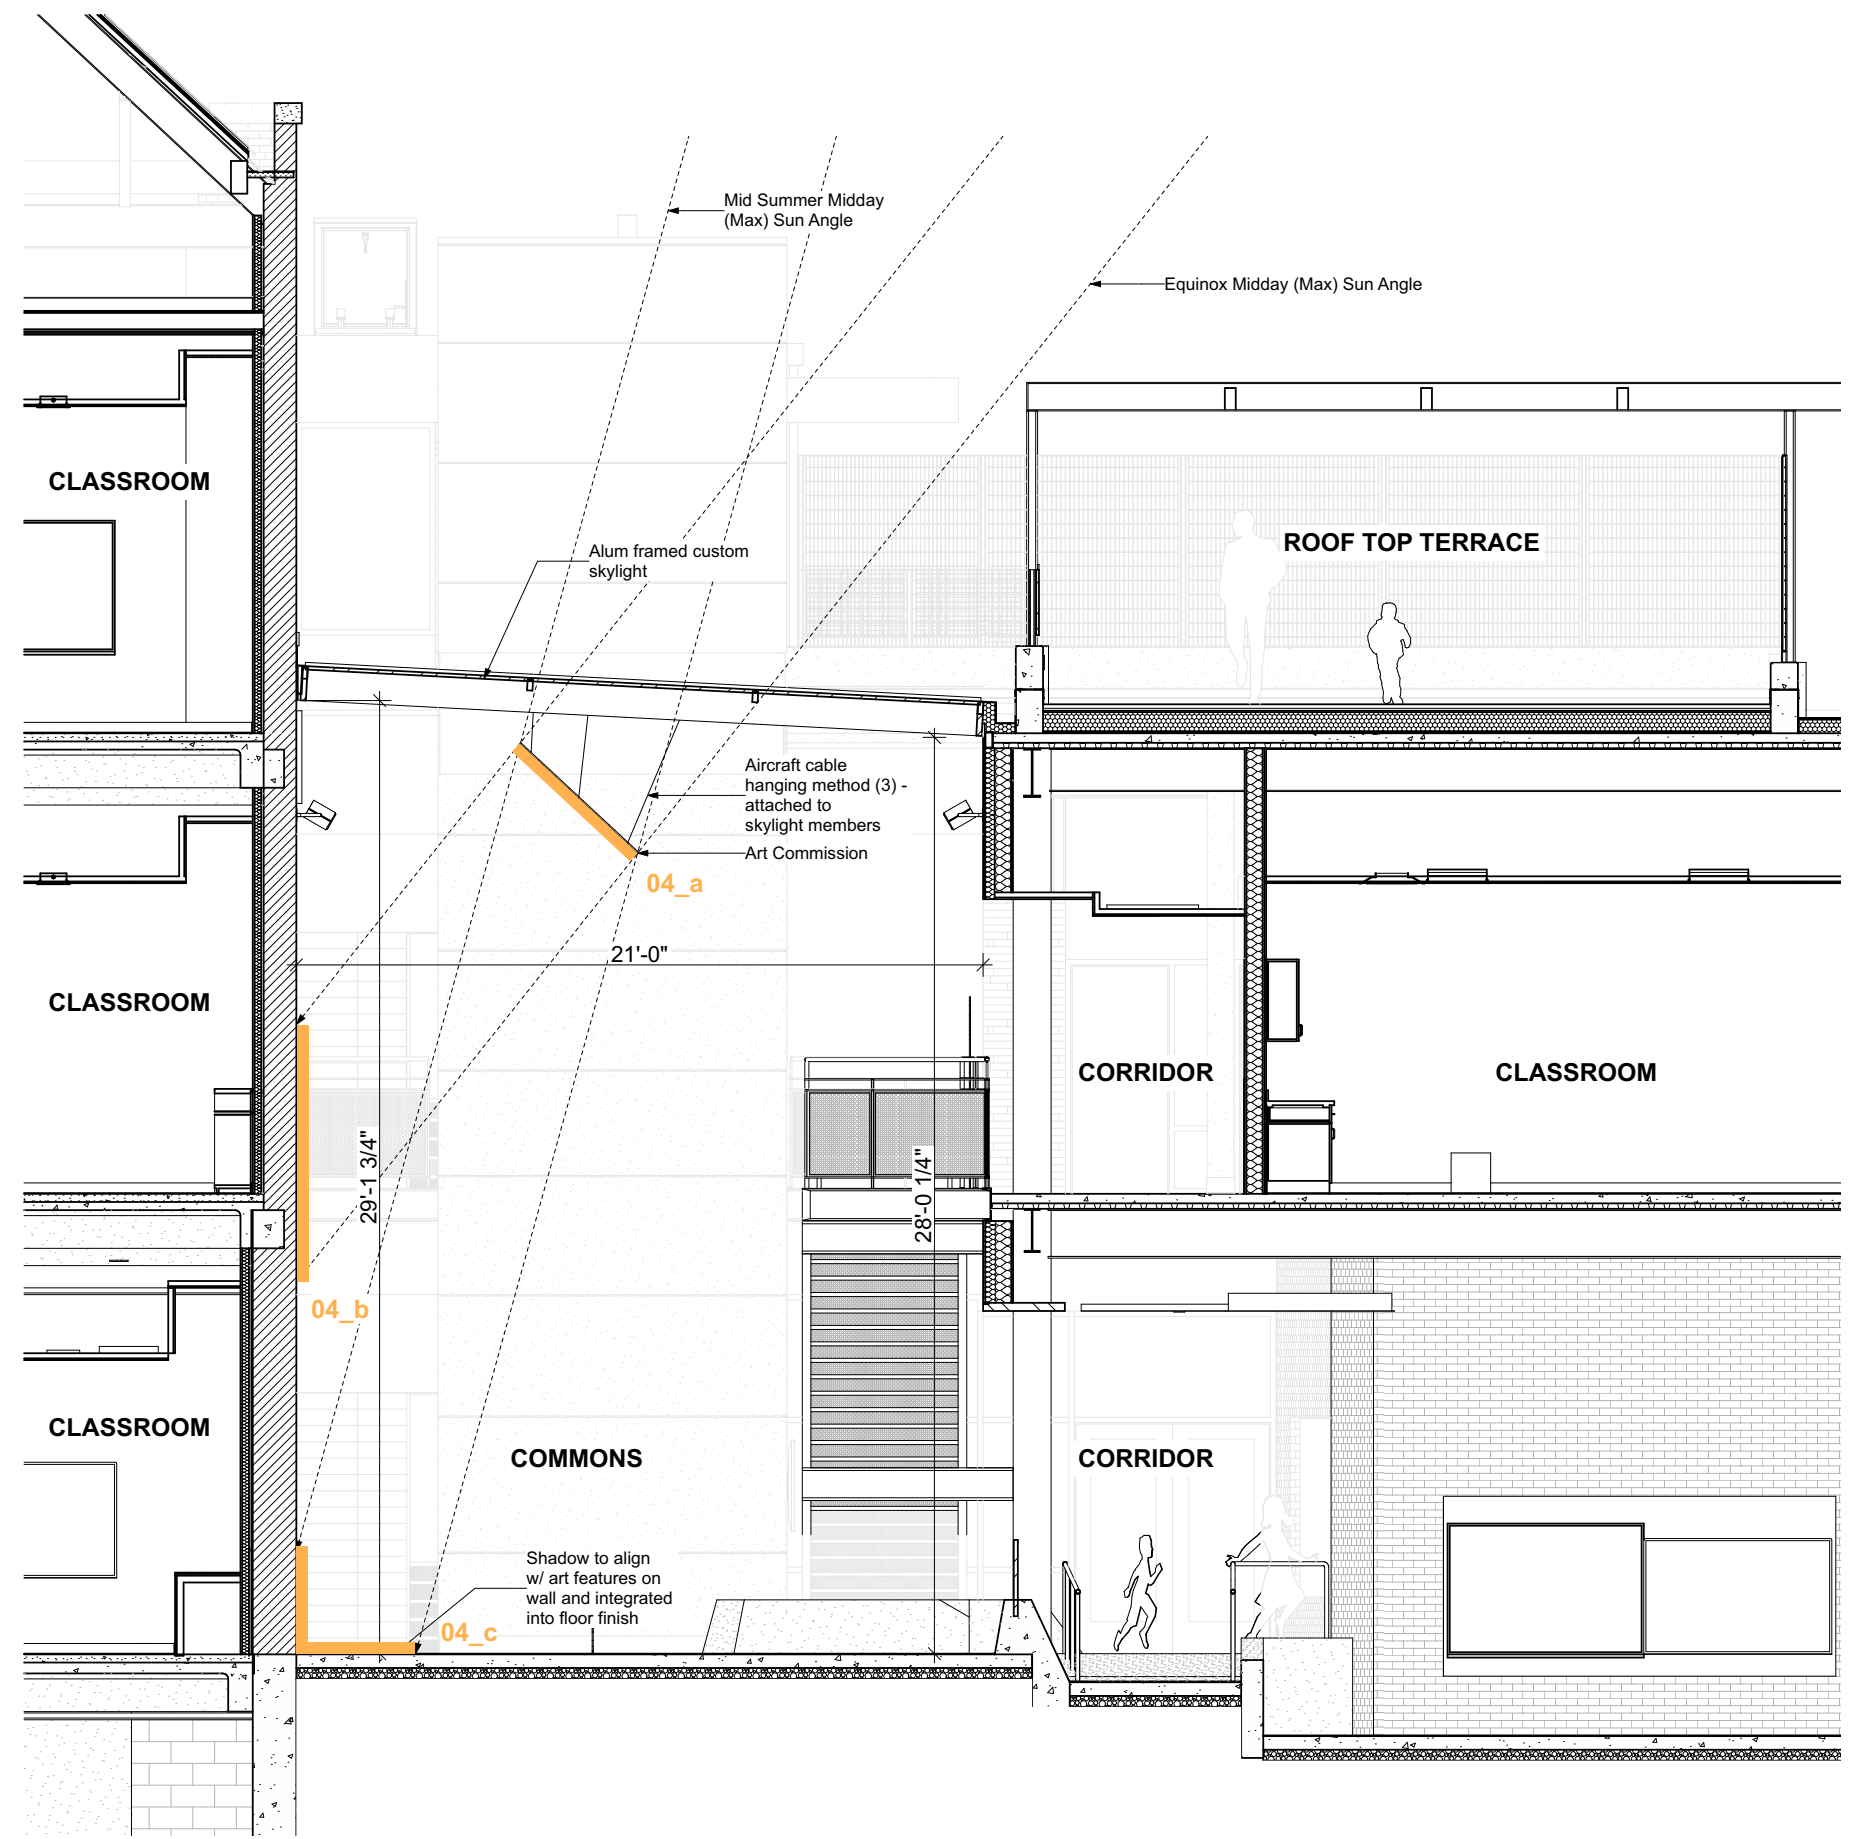 Mid Summer Midday
(Max) Sun Angle
Equinox Midday (Max) Sun Angle
CLASSROOM
ROOF TOP TERRACE
Alum framed custom
skylight
Aircraft cable
hanging method (3) -
attached to
skylight members
Art Commission
04_a
21'-0"
CLASSROOM
CORRIDOR
CLASSROOM
29'-1 3/4"
28'-0 1/4"
04_b
CLASSROOM
COMMONS
CORRIDOR
Shadow to align
w/ art features on
wall and integrated
into floor finish
04_c